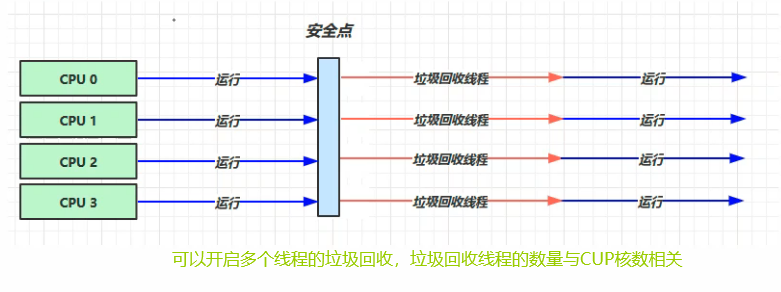 安全点
CPU 0 运行 垃圾回收线程 运行
CPU 1 运行 垃圾回收线程 运行
CPU 2 运行 垃圾回收线程 运行
CPU 3 运行 垃圾回收线程 运行
可以开启多个线程的垃圾回收，垃圾回收线程的数量与CUP核数相关